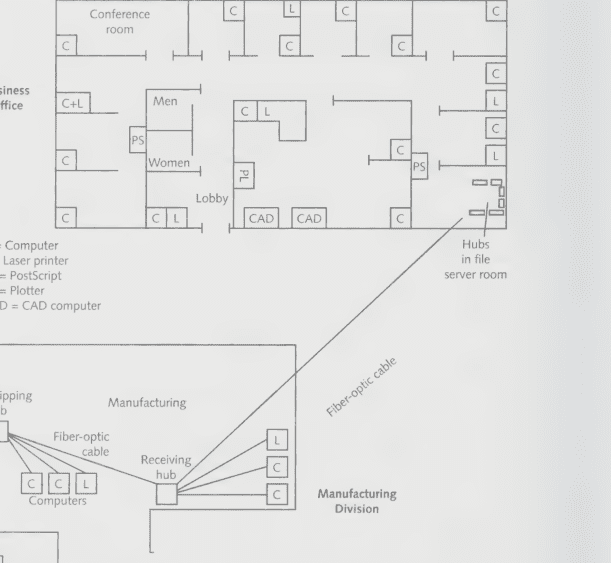 Conference
room
C
L
C
C
C
C
C
C
C+L
Men
C
L
L
C
PS
C
PS
L
C
Women
PL
Lobby
C
C
L
CAD
CAD
C
Hubs
in file
server room
= Computer
Laser printer
= PostScript
= Plotter
D = CAD computer
Manufacturing
Fiber-optic cable
Fiber-optic
cable
Receiving
hub
L
C
C
C
C
L
Computers
Manufacturing
Division